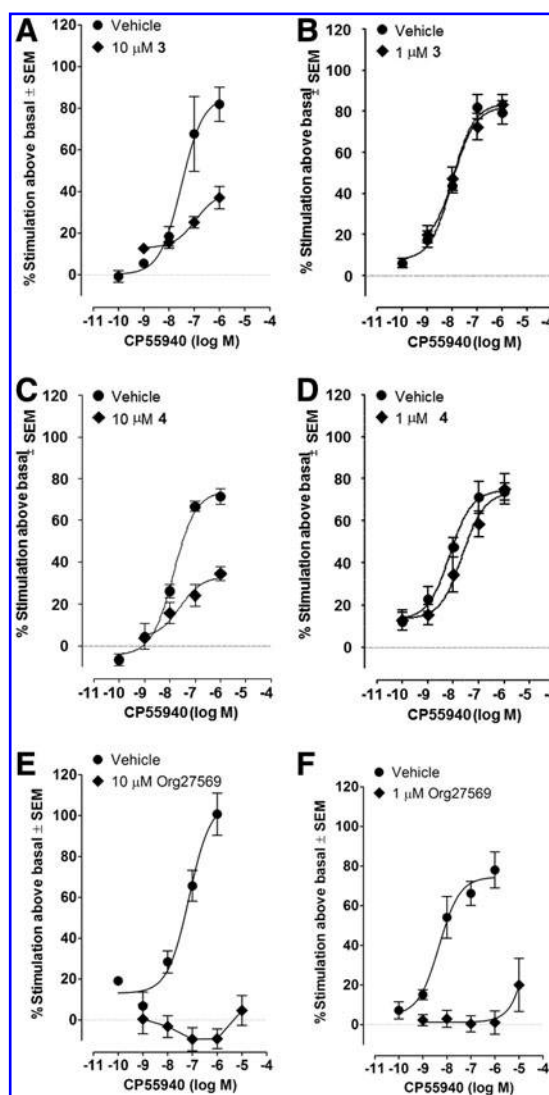 A
Vehicle
10 μM 3
% Stimulation above basal ± SEM
120
100
80
60
40
20
0
-11 -10 -9 -8 -7 -6 -5 -4
CP55940 (log M)
B
Vehicle
1 μM 3
% Stimulation above basal ± SEM
120
100
80
60
40
20
0
-11 -10 -9 -8 -7 -6 -5 -4
CP55940 (log M)
C
Vehicle
10 μM 4
% Stimulation above basal ± SEM
120
100
80
60
40
20
0
-11 -10 -9 -8 -7 -6 -5 -4
CP55940 (log M)
D
Vehicle
1 μM 4
% Stimulation above basal ± SEM
120
100
80
60
40
20
0
-11 -10 -9 -8 -7 -6 -5 -4
CP55940 (log M)
E
Vehicle
10 μM Org27569
% Stimulation above basal ± SEM
120
100
80
60
40
20
0
-11 -10 -9 -8 -7 -6 -5 -4
CP55940 (log M)
F
Vehicle
1 μM Org27569
% Stimulation above basal ± SEM
120
100
80
60
40
20
0
-11 -10 -9 -8 -7 -6 -5 -4
CP55940 (log M)